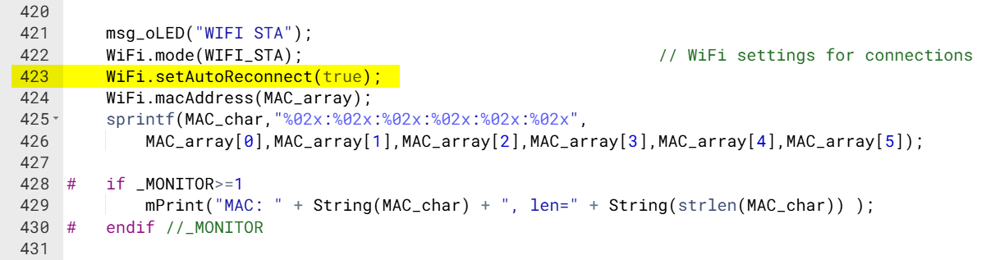 420
421 msg_oLED("WIFI STA");
422 WiFi.mode(WIFI_STA); // WiFi settings for connections
423 WiFi.setAutoReconnect(true);
424 WiFi.macAddress(MAC_array);
425 sprintf(MAC_char,"%02x:%02x:%02x:%02x:%02x:%02x",
426 MAC_array[0],MAC_array[1],MAC_array[2],MAC_array[3],MAC_array[4],MAC_array[5]);
427
428 # if _MONITOR>=1
429 mPrint("MAC: " + String(MAC_char) + ", len=" + String(strlen(MAC_char)) );
430 # endif //_MONITOR
431